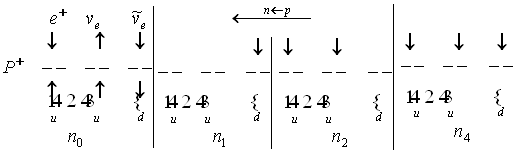 e⁺ νₑ ν̃ₑ n←p
↓ ↑ ↓ ↓ ↓ ↓ ↓ ↓
P⁺ -- -- -- -- -- -- -- -- -- --
u u d u u d u u d u u d
n₀ n₁ n₂ n₄